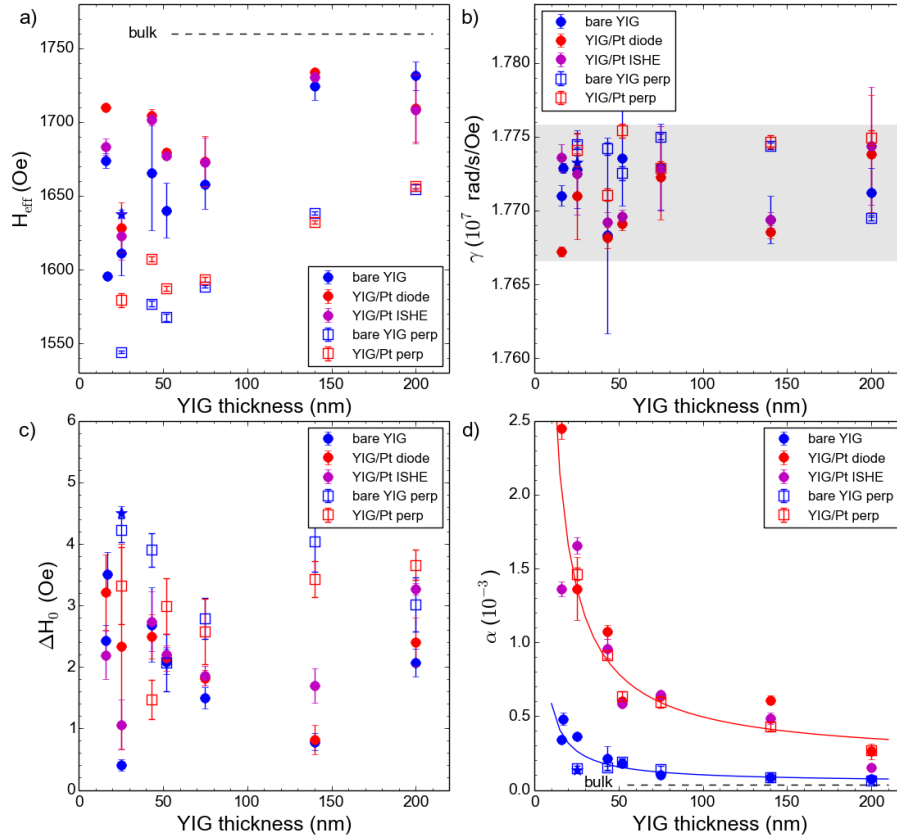 a)
bulk
H_eff (Oe)
1750
1700
1650
1600
1550
0 50 100 150 200
YIG thickness (nm)
bare YIG
YIG/Pt diode
YIG/Pt ISHE
bare YIG perp
YIG/Pt perp
b)
γ (10^7 rad/s/Oe)
1.780
1.775
1.770
1.765
1.760
0 50 100 150 200
YIG thickness (nm)
bare YIG
YIG/Pt diode
YIG/Pt ISHE
bare YIG perp
YIG/Pt perp
c)
ΔH_0 (Oe)
6
5
4
3
2
1
0
0 50 100 150 200
YIG thickness (nm)
bare YIG
YIG/Pt diode
YIG/Pt ISHE
bare YIG perp
YIG/Pt perp
d)
α (10^-3)
2.5
2.0
1.5
1.0
0.5
0.0
0 50 100 150 200
YIG thickness (nm)
bare YIG
YIG/Pt diode
YIG/Pt ISHE
bare YIG perp
YIG/Pt perp
bulk